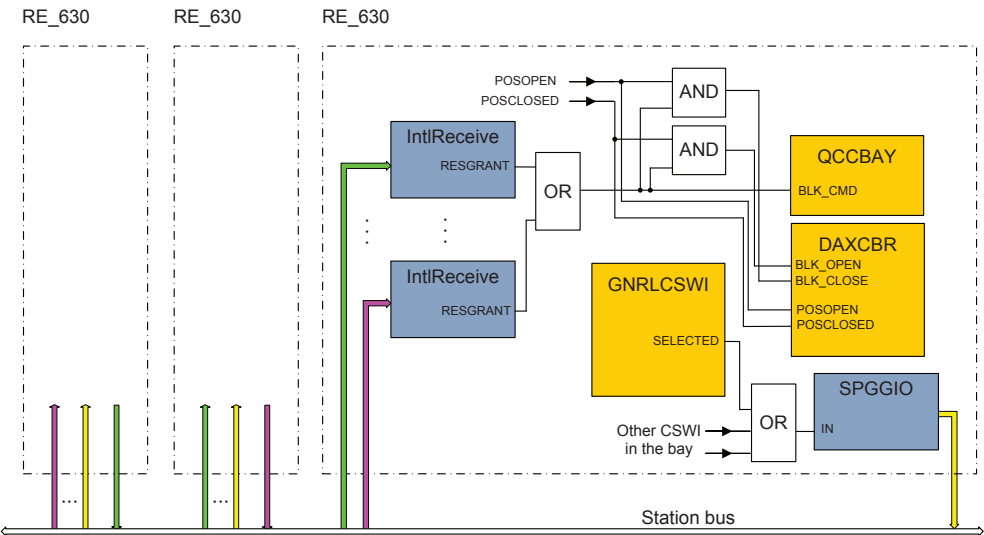 RE_630
RE_630
RE_630
POSOPEN
POSCLOSED
AND
AND
IntlReceive
RESGRANT
OR
QCCBAY
BLK_CMD
DAXCBR
BLK_OPEN
BLK_CLOSE
POSOPEN
POSCLOSED
IntlReceive
RESGRANT
GNRLCSWI
SELECTED
SPGGIO
IN
OR
Other CSWI
in the bay
...
...
Station bus